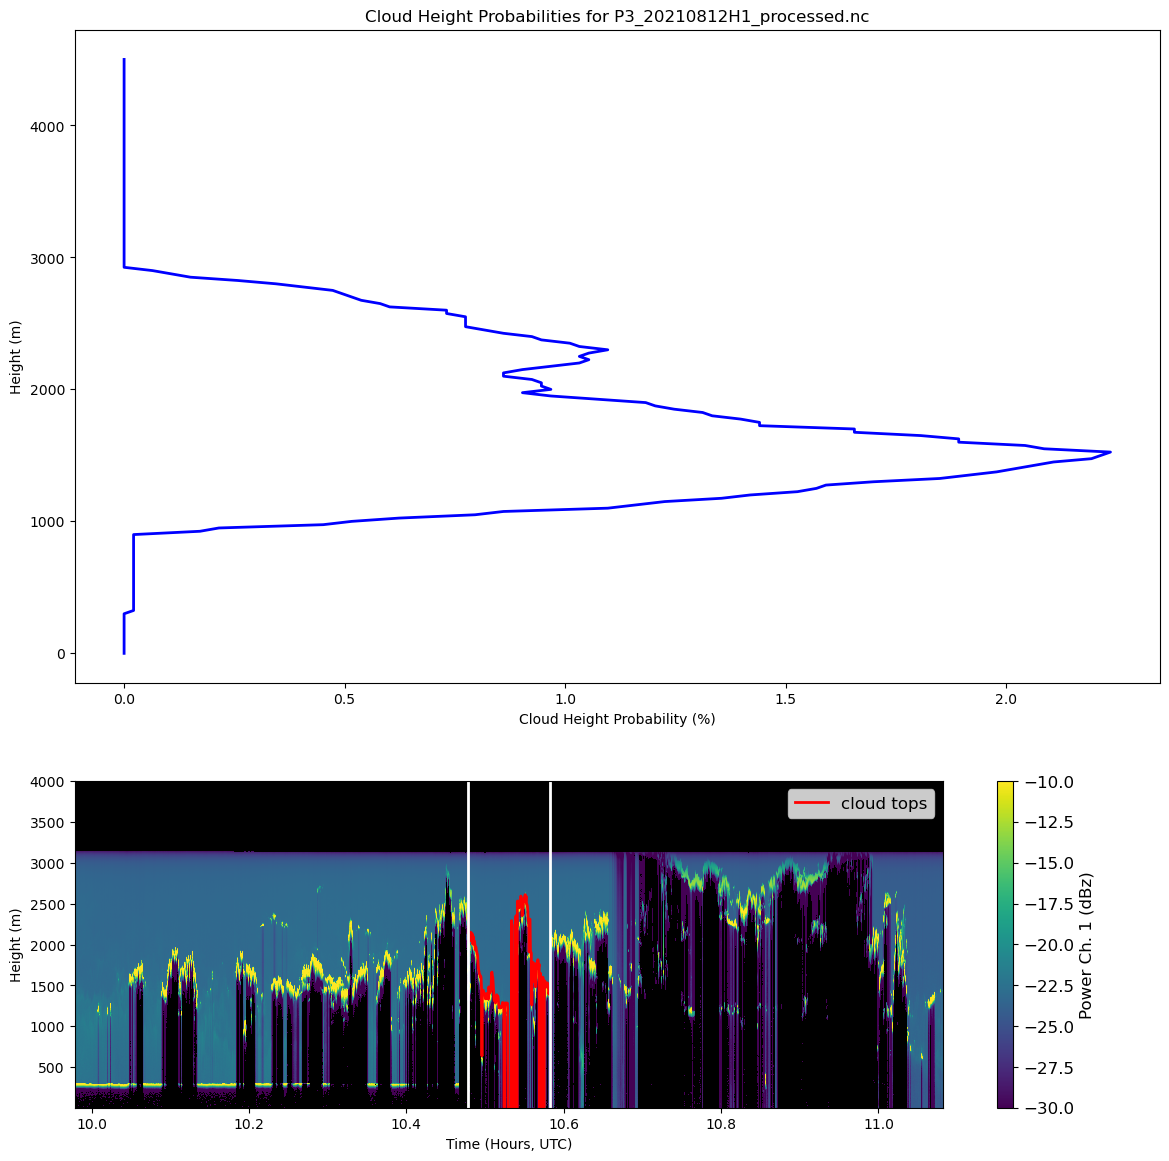 Cloud Height Probabilities for P3_20210812H1_processed.nc
4000
3000
2000
1000
0
Height (m)
0.0 0.5 1.0 1.5 2.0
Cloud Height Probability (%)
4000
3500
3000
2500
2000
1500
1000
500
Height (m)
cloud tops
10.0 10.2 10.4 10.6 10.8 11.0
Time (Hours, UTC)
−10.0
−12.5
−15.0
−17.5
−20.0
−22.5
−25.0
−27.5
−30.0
Power Ch. 1 (dBz)